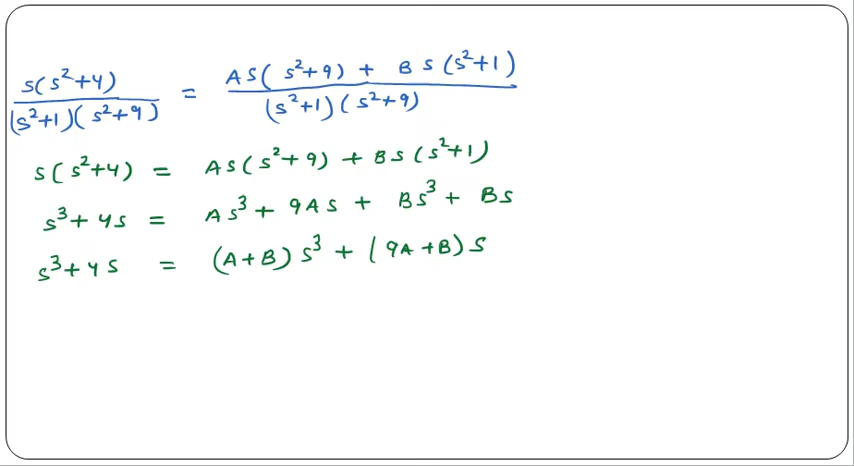 s(s²+4) / (s²+1)(s²+9) = As(s²+9) + Bs(s²+1) / (s²+1)(s²+9)
s(s²+4) = As(s²+9) + Bs(s²+1)
s³+4s = As³ + 9As + Bs³ + Bs
s³+4s = (A+B)s³ + (9A+B)s